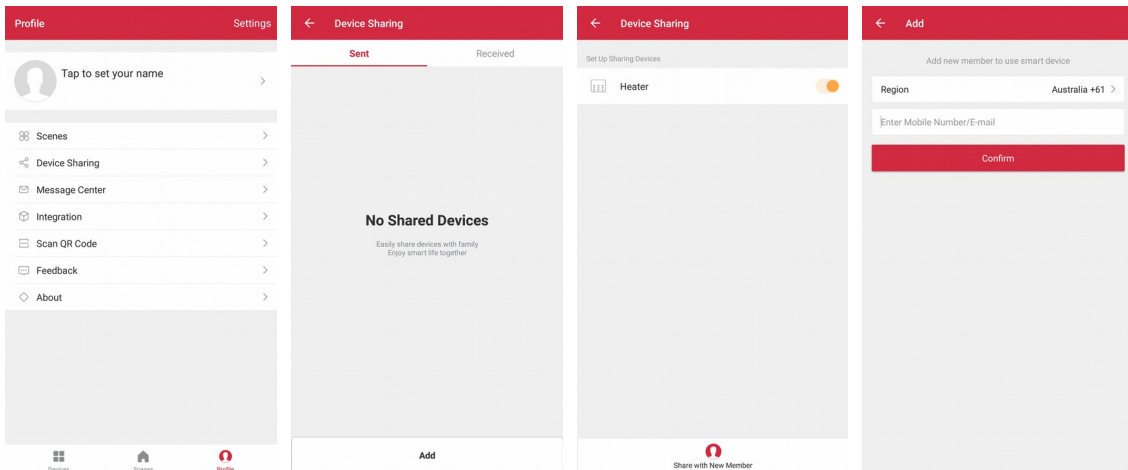 Profile
Settings
Tap to set your name
Scenes
Device Sharing
Message Center
Integration
Scan QR Code
Feedback
About
Devices
Scenes
Profile
Device Sharing
Sent
Received
No Shared Devices
Easily share devices with family
Enjoy smart life together
Add
Device Sharing
Set Up Sharing Devices
Heater
Share with New Member
Add
Add new member to use smart device
Region
Australia +61
Enter Mobile Number/E-mail
Confirm